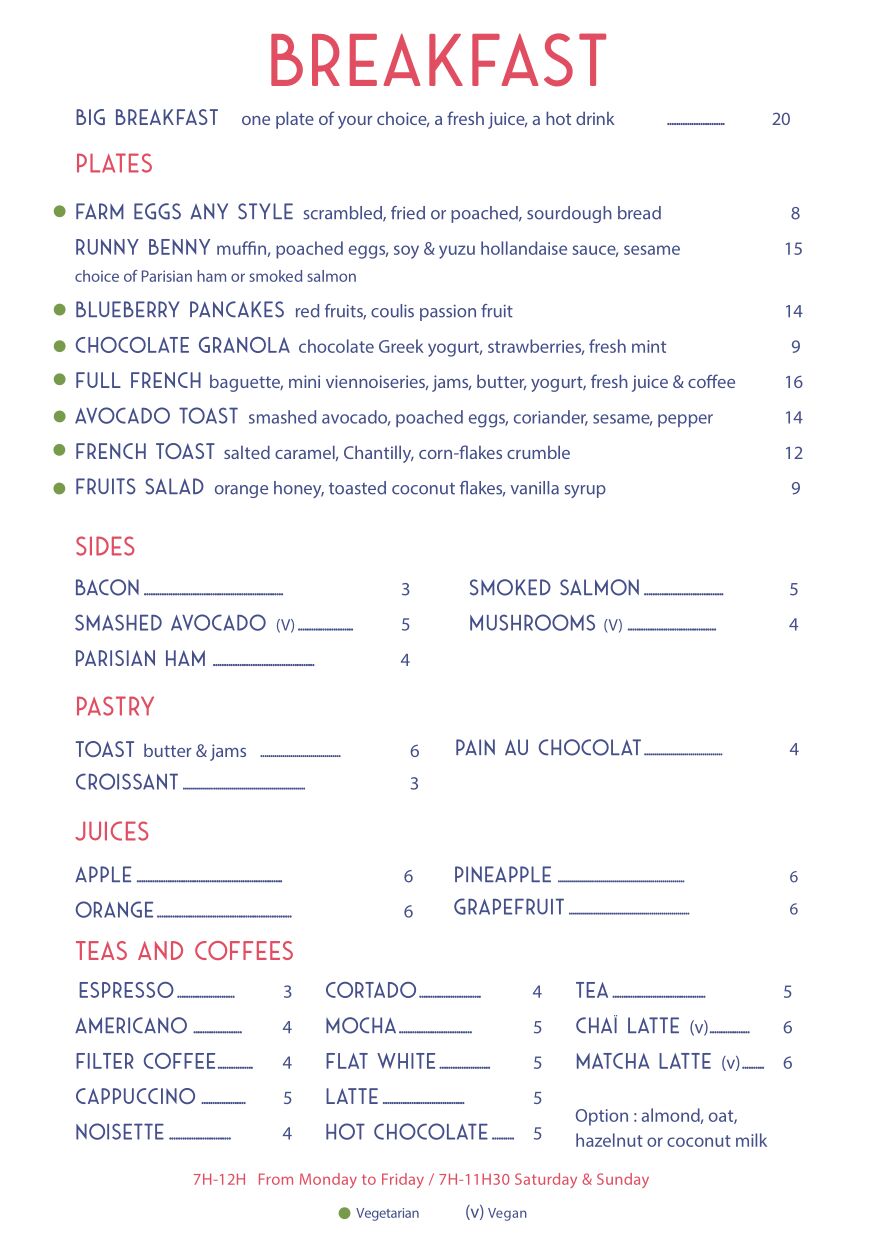 BREAKFAST
BIG BREAKFAST one plate of your choice, a fresh juice, a hot drink 20
PLATES
FARM EGGS ANY STYLE scrambled, fried or poached, sourdough bread 8
RUNNY BENNY muffin, poached eggs, soy & yuzu hollandaise sauce, sesame 15
choice of Parisian ham or smoked salmon
BLUEBERRY PANCAKES red fruits, coulis passion fruit 14
CHOCOLATE GRANOLA chocolate Greek yogurt, strawberries, fresh mint 9
FULL FRENCH baguette, mini viennoiseries, jams, butter, yogurt, fresh juice & coffee 16
AVOCADO TOAST smashed avocado, poached eggs, coriander, sesame, pepper 14
FRENCH TOAST salted caramel, Chantilly, corn-flakes crumble 12
FRUITS SALAD orange honey, toasted coconut flakes, vanilla syrup 9
SIDES
BACON 3 SMOKED SALMON 5
SMASHED AVOCADO (V) 5 MUSHROOMS (V) 4
PARISIAN HAM 4
PASTRY
TOAST butter & jams 6 PAIN AU CHOCOLAT 4
CROISSANT 3
JUICES
APPLE 6 PINEAPPLE 6
ORANGE 6 GRAPEFRUIT 6
TEAS AND COFFEES
ESPRESSO 3 CORTADO 4 TEA 5
AMERICANO 4 MOCHA 5 CHAÏ LATTE (v) 6
FILTER COFFEE 4 FLAT WHITE 5 MATCHA LATTE (v) 6
CAPPUCCINO 5 LATTE 5
NOISETTE 4 HOT CHOCOLATE 5
Option : almond, oat,
hazelnut or coconut milk
7H-12H From Monday to Friday / 7H-11H30 Saturday & Sunday
Vegetarian (v) Vegan